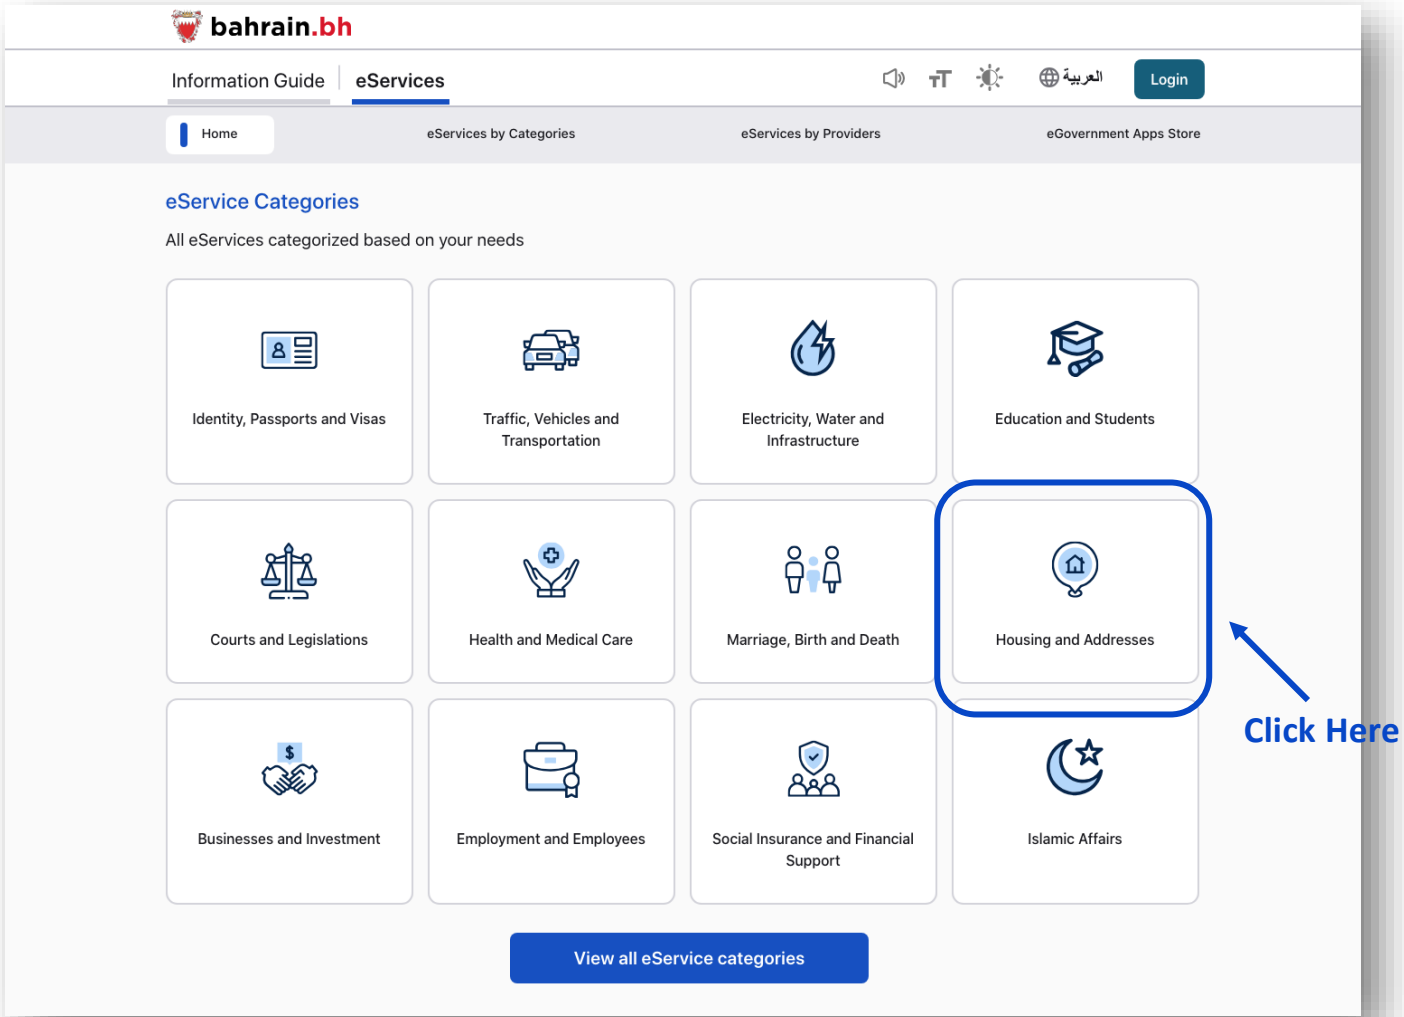 bahrain.bh
Information Guide
eServices
العربية
Login
Home
eServices by Categories
eServices by Providers
eGovernment Apps Store
eService Categories
All eServices categorized based on your needs
Identity, Passports and Visas
Traffic, Vehicles and
Transportation
Electricity, Water and
Infrastructure
Education and Students
Courts and Legislations
Health and Medical Care
Marriage, Birth and Death
Housing and Addresses
Click Here
$
Businesses and Investment
Employment and Employees
Social Insurance and Financial
Support
Islamic Affairs
View all eService categories